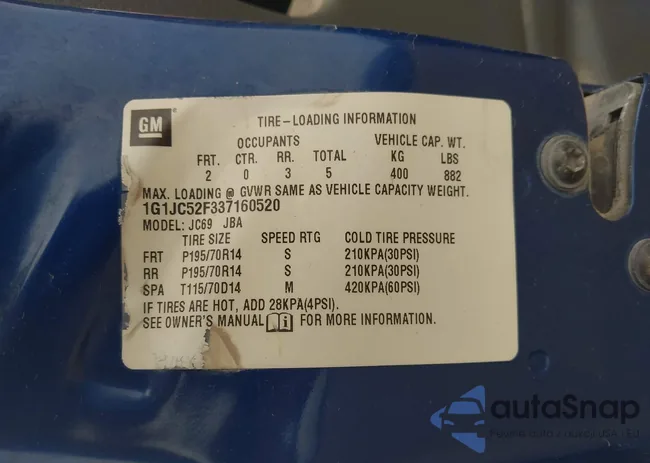 GM
TIRE-LOADING INFORMATION
OCCUPANTS VEHICLE CAP. WT.
FRT. CTR. RR. TOTAL KG LBS
2 0 3 5 400 882
MAX. LOADING @ GVWR SAME AS VEHICLE CAPACITY WEIGHT.
1G1JC52F337160520
MODEL: JC69 JBA
TIRE SIZE SPEED RTG COLD TIRE PRESSURE
FRT P195/70R14 S 210KPA(30PSI)
RR P195/70R14 S 210KPA(30PSI)
SPA T115/70D14 M 420KPA(60PSI)
IF TIRES ARE HOT, ADD 28KPA(4PSI).
SEE OWNER'S MANUAL i FOR MORE INFORMATION.
autoSnap